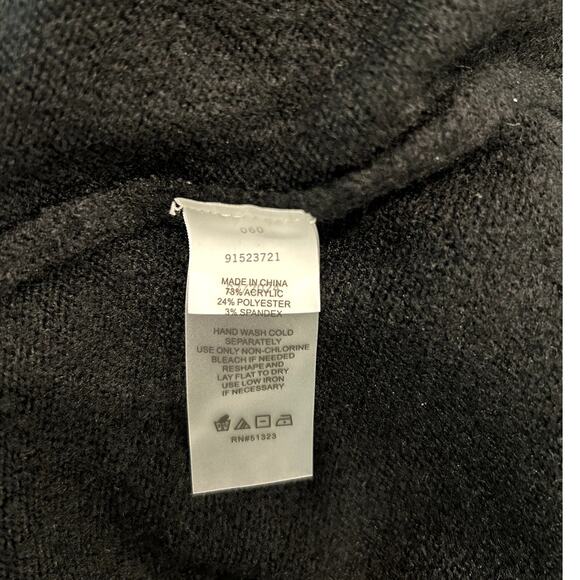 060
91523721
MADE IN CHINA
73% ACRYLIC
24% POLYESTER
3% SPANDEX
HAND WASH COLD
SEPARATELY
USE ONLY NON-CHLORINE
BLEACH IF NEEDED
RESHAPE AND
LAY FLAT TO DRY
USE LOW IRON
IF NECESSARY
RN#51323